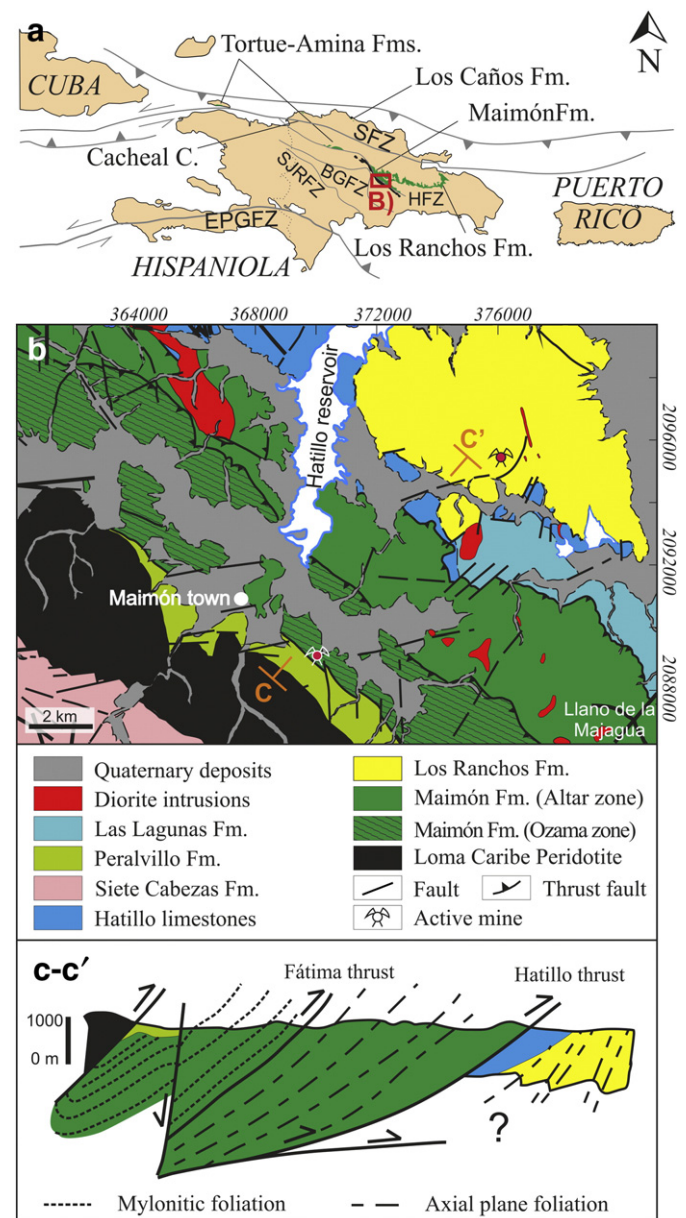 a
Tortue-Amina Fms.
N
CUBA
Los Caños Fm.
SFZ
MaimónFm.
Cacheal C.
SJRFZ
BGFZ
B)
HFZ
PUERTO
RICO
EPGFZ
Los Ranchos Fm.
HISPANIOLA
364000
368000
372000
376000
b
Hatillo reservoir
C'
2096000
Maimón town
2092000
C
2088000
2 km
Llano de la
Majagua
Quaternary deposits
Diorite intrusions
Las Lagunas Fm.
Peralvillo Fm.
Siete Cabezas Fm.
Hatillo limestones
Los Ranchos Fm.
Maimón Fm. (Altar zone)
Maimón Fm. (Ozama zone)
Loma Caribe Peridotite
Fault
Thrust fault
Active mine
c-c′
Fátima thrust
Hatillo thrust
1000
0 m
?
Mylonitic foliation
Axial plane foliation